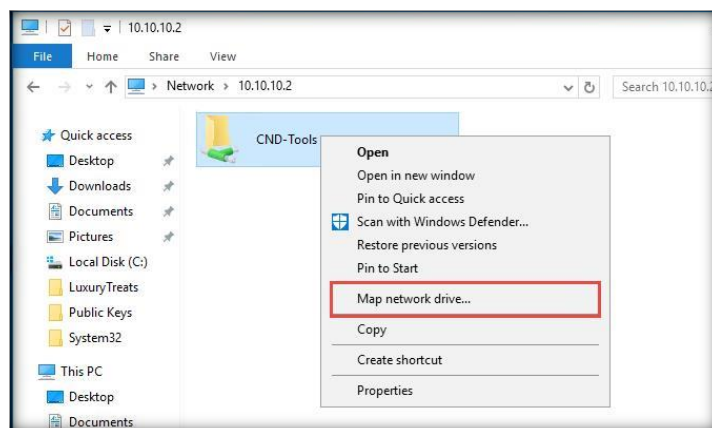 10.10.10.2
File Home Share View
Network > 10.10.10.2
Search 10.10.10.2
Quick access
Desktop
Downloads
Documents
Pictures
Local Disk (C:)
LuxuryTreats
Public Keys
System32
This PC
Desktop
Documents
CND-Tools
Open
Open in new window
Pin to Quick access
Scan with Windows Defender...
Restore previous versions
Pin to Start
Map network drive...
Copy
Create shortcut
Properties